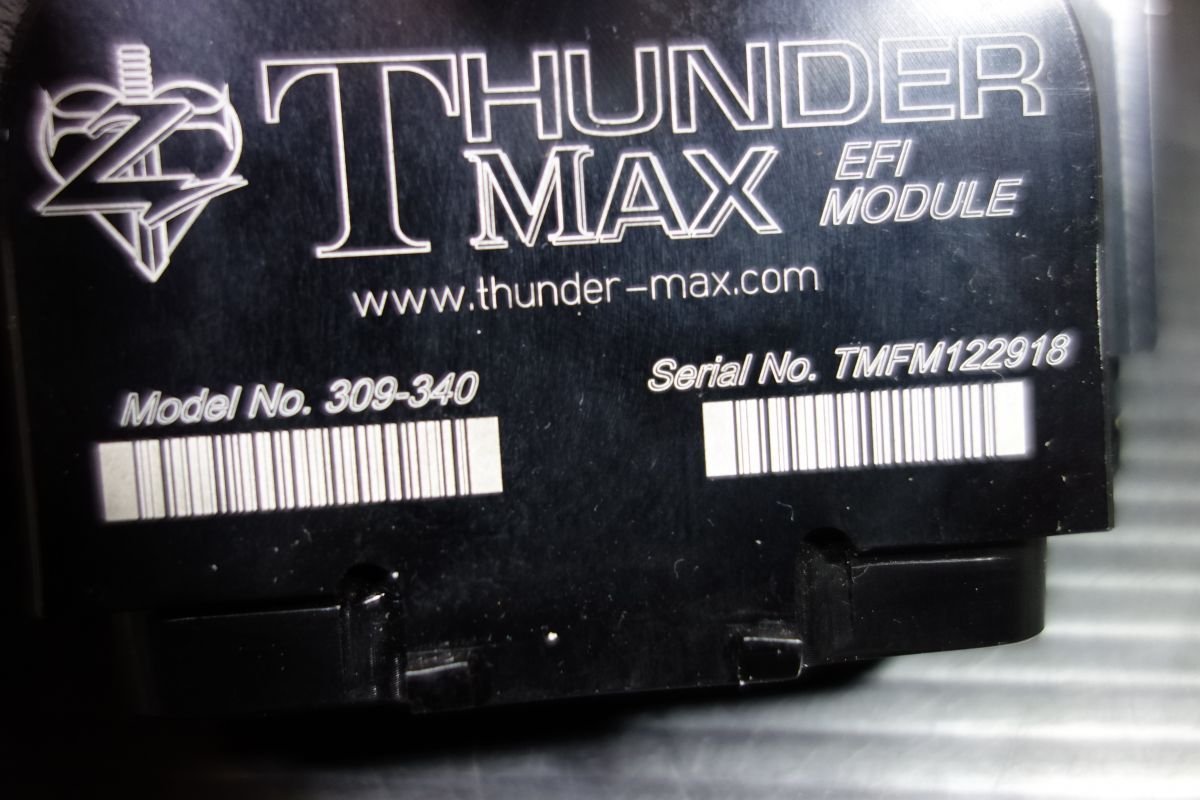 THUNDER
MAX
EFI
MODULE
www.thunder-max.com
Model No. 309-340
Serial No. TMFM122918